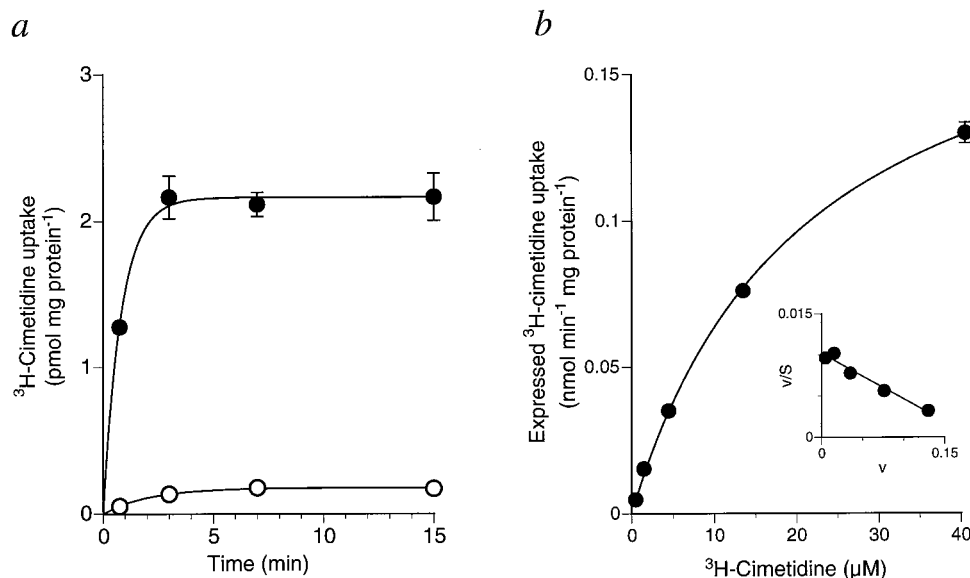 a
3
2
1
0
³H-Cimetidine uptake
(pmol mg protein⁻¹)
0 5 10 15
Time (min)
b
0.15
0.1
0.05
0
Expressed ³H-cimetidine uptake
(nmol min⁻¹ mg protein⁻¹)
0 10 20 30 40
³H-Cimetidine (µM)
0.015
v/S
0
0 0.15
v